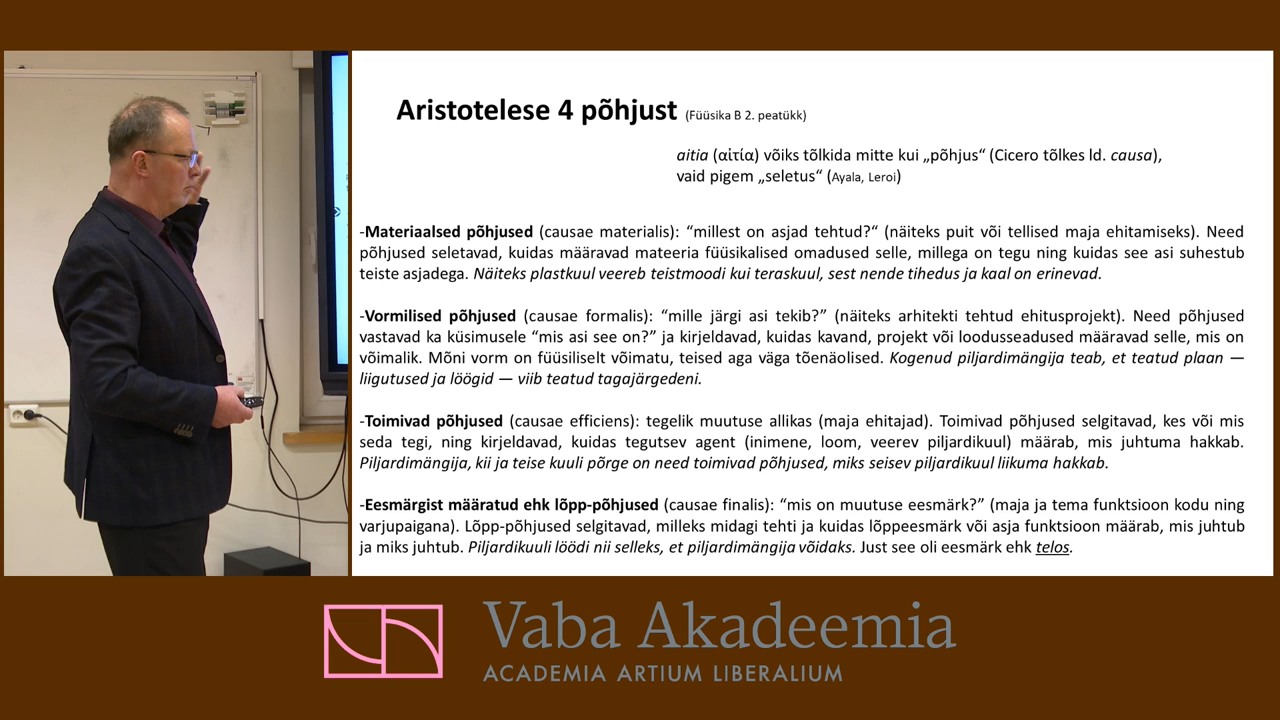 Aristotelese 4 põhjust (Füüsika B 2. peatükk)
aitia (αἰτία) võiks tõlkida mitte kui „põhjus“ (Cicero tõlkes ld. causa),
vaid pigem „seletus“ (Ayala, Leroi)
-Materiaalsed põhjused (causae materialis): “millest on asjad tehtud?“ (näiteks puit või tellised maja ehitamiseks). Need
põhjused seletavad, kuidas määravad mateeria füüsikalised omadused selle, millega on tegu ning kuidas see asi suhestub
teiste asjadega. Näiteks plastkuul veereb teistmoodi kui teraskuul, sest nende tihedus ja kaal on erinevad.
-Vormilised põhjused (causae formalis): “mille järgi asi tekib?” (näiteks arhitekti tehtud ehitusprojekt). Need põhjused
vastavad ka küsimusele “mis asi see on?” ja kirjeldavad, kuidas kavand, projekt või loodusseadused määravad selle, mis on
võimalik. Mõni vorm on füüsiliselt võimatu, teised aga väga tõenäolised. Kogenud piljardimängija teab, et teatud plaan —
liigutused ja löögid — viib teatud tagajärgedeni.
-Toimivad põhjused (causae efficiens): tegelik muutuse allikas (maja ehitajad). Toimivad põhjused selgitavad, kes või mis
seda tegi, ning kirjeldavad, kuidas tegutsev agent (inimene, loom, veerev piljardikuul) määrab, mis juhtuma hakkab.
Piljardimängija, kii ja teise kuuli põrge on need toimivad põhjused, miks seisev piljardikuul liikuma hakkab.
-Eesmärgist määratud ehk lõpp-põhjused (causae finalis): “mis on muutuse eesmärk?” (maja ja tema funktsioon kodu ning
varjupaigana). Lõpp-põhjused selgitavad, milleks midagi tehti ja kuidas lõppeesmärk või asja funktsioon määrab, mis juhtub
ja miks juhtub. Piljardikuuli löödi nii selleks, et piljardimängija võidaks. Just see oli eesmärk ehk telos.
Vaba Akadeemia
ACADEMIA ARTIUM LIBERALIUM